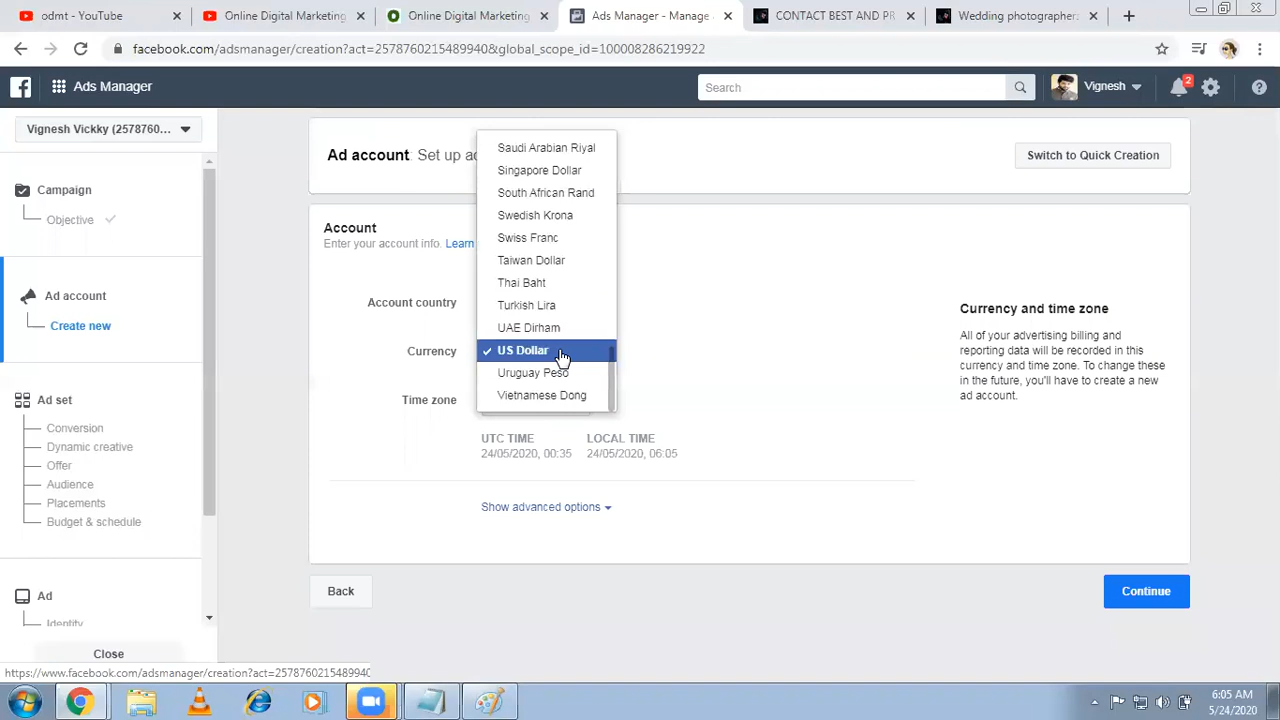 odrit - YouTube
Online Digital Marketing
Online Digital Marketing
Ads Manager - Manage
CONTACT BEST AND PR
Wedding photographers
facebook.com/adsmanager/creation?act=2578760215489940&global_scope_id=100008286219922
Ads Manager
Search
Vignesh
2
Vignesh Vickky (2578760...
Campaign
Objective
Ad account
Create new
Ad set
Conversion
Dynamic creative
Offer
Audience
Placements
Budget & schedule
Ad
Identity
Close
Ad account: Set up
Switch to Quick Creation
Account
Enter your account info. Learn
Account country
Currency
Time zone
Saudi Arabian Riyal
Singapore Dollar
South African Rand
Swedish Krona
Swiss Franc
Taiwan Dollar
Thai Baht
Turkish Lira
UAE Dirham
US Dollar
Uruguay Peso
Vietnamese Dong
UTC TIME
24/05/2020, 00:35
LOCAL TIME
24/05/2020, 06:05
Show advanced options
Currency and time zone
All of your advertising billing and
reporting data will be recorded in this
currency and time zone. To change these
in the future, you'll have to create a new
ad account.
Back
Continue
https://www.facebook.com/adsmanager/creation?act=2578760215489940
6:05 AM
5/24/2020